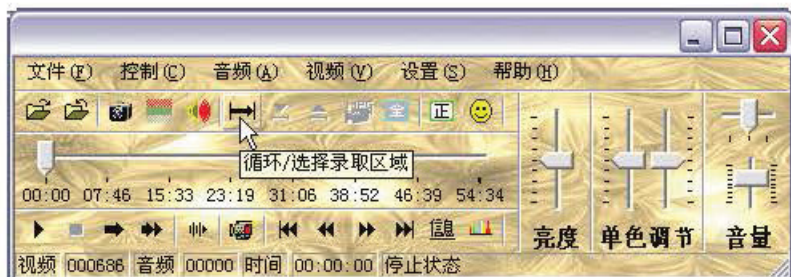 文件(F) 控制(C) 音频(A) 视频(V) 设置(S) 帮助(H)
全 正
循环/选择录取区域
00:00 07:46 15:33 23:19 31:06 38:52 46:39 54:34
信息
亮度 单色调节 音量
视频 000686 音频 00000 时间 00:00:00 停止状态